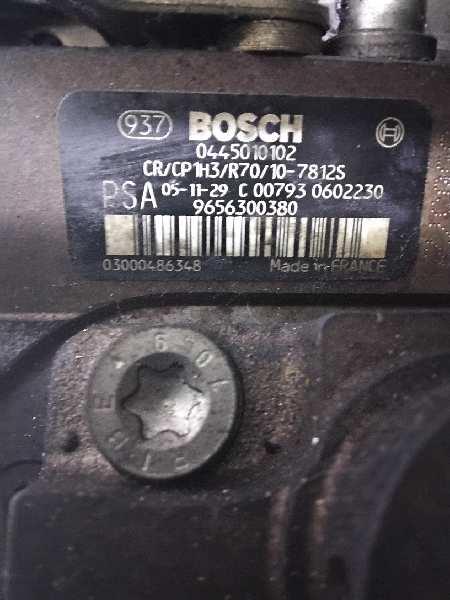 937 BOSCH
0445010102
CR/CP1H3/R70/10-7812S
PSA 05-11-29 C 00793 0602230
9656300380
03000486348 Made in FRANCE